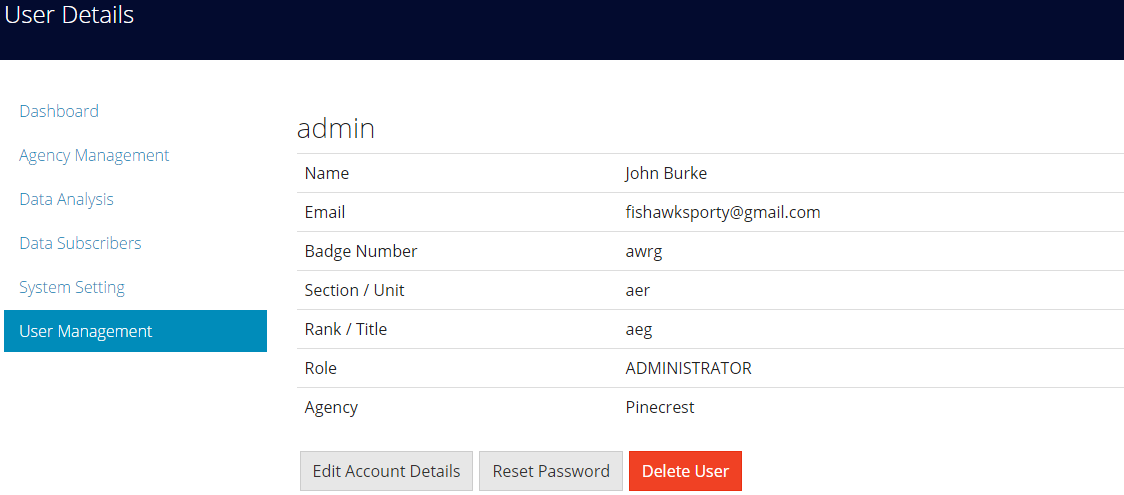 User Details
Dashboard
Agency Management
Data Analysis
Data Subscribers
System Setting
User Management
admin
Name John Burke
Email fishawksporty@gmail.com
Badge Number awrg
Section / Unit aer
Rank / Title aeg
Role ADMINISTRATOR
Agency Pinecrest
Edit Account Details Reset Password Delete User